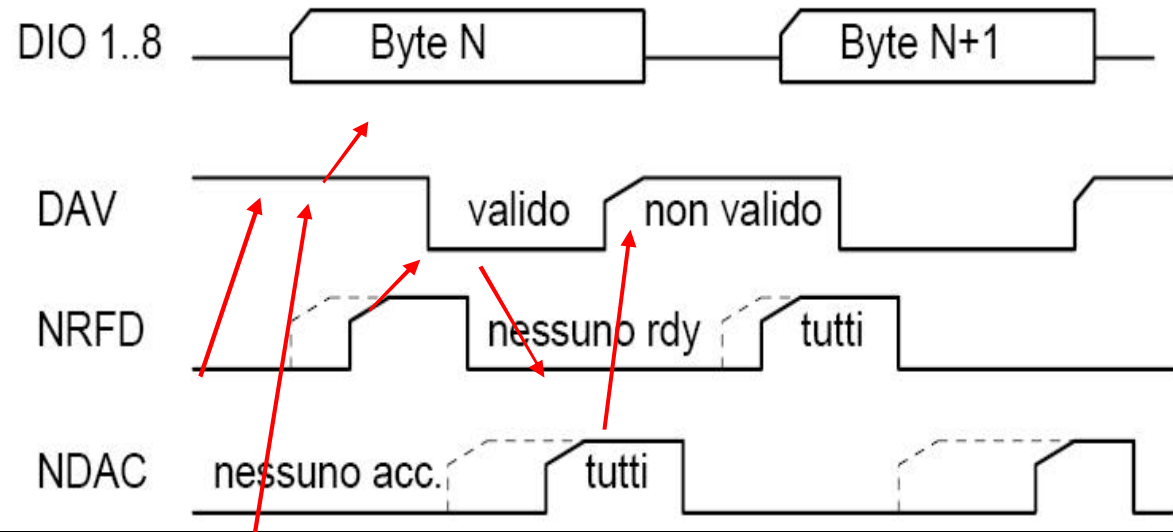 DIO 1..8 Byte N Byte N+1
DAV valido non valido
NRFD nessuno rdy tutti
NDAC nessuno acc. tutti